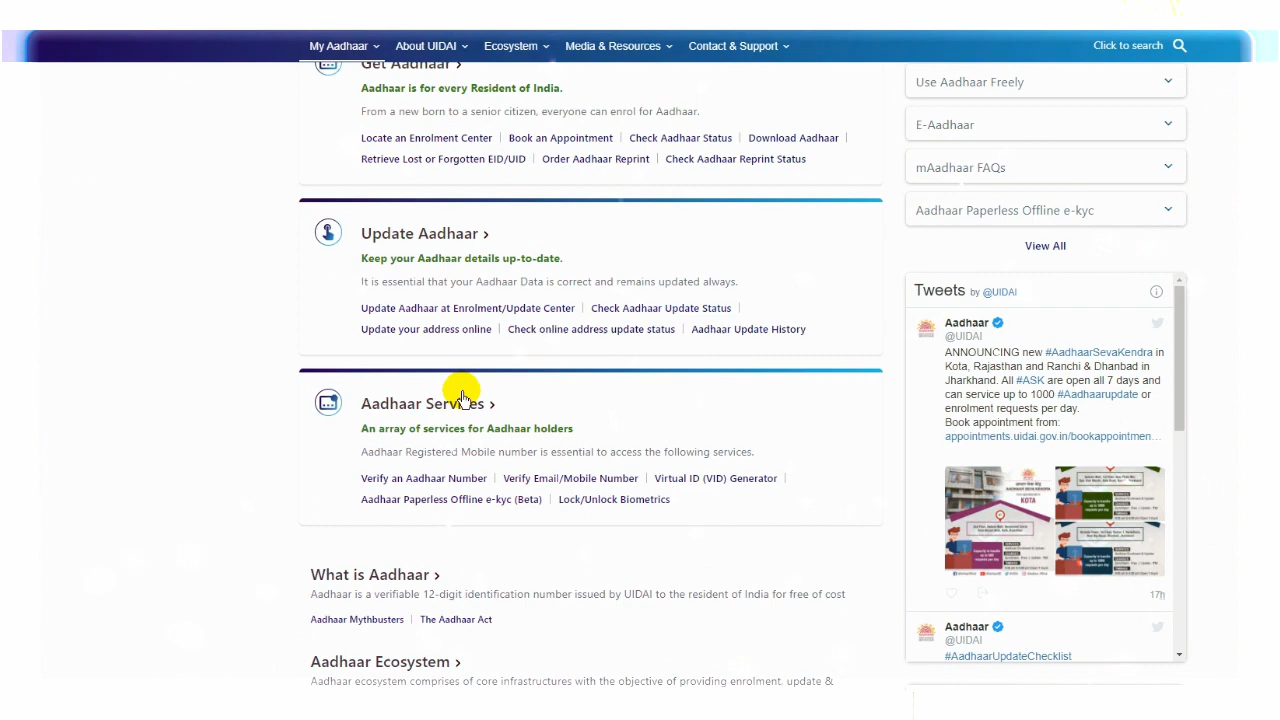 My Aadhaar
About UIDAI
Ecosystem
Media & Resources
Contact & Support
Click to search
Get Aadhaar
Aadhaar is for every Resident of India.
From a new born to a senior citizen, everyone can enrol for Aadhaar.
Locate an Enrolment Center | Book an Appointment | Check Aadhaar Status | Download Aadhaar |
Retrieve Lost or Forgotten EID/UID | Order Aadhaar Reprint | Check Aadhaar Reprint Status
Update Aadhaar >
Keep your Aadhaar details up-to-date.
It is essential that your Aadhaar Data is correct and remains updated always.
Update Aadhaar at Enrolment/Update Center | Check Aadhaar Update Status |
Update your address online | Check online address update status | Aadhaar Update History
Aadhaar Services >
An array of services for Aadhaar holders
Aadhaar Registered Mobile number is essential to access the following services.
Verify an Aadhaar Number | Verify Email/Mobile Number | Virtual ID (VID) Generator |
Aadhaar Paperless Offline e-kyc (Beta) | Lock/Unlock Biometrics
What is Aadhaar >
Aadhaar is a verifiable 12-digit identification number issued by UIDAI to the resident of India for free of cost
Aadhaar Mythbusters | The Aadhaar Act
Aadhaar Ecosystem >
Aadhaar ecosystem comprises of core infrastructures with the objective of providing enrolment, update &
Use Aadhaar Freely
E-Aadhaar
mAadhaar FAQs
Aadhaar Paperless Offline e-kyc
View All
Tweets by @UIDAI
Aadhaar
@UIDAI
ANNOUNCING new #AadhaarSevaKendra in
Kota, Rajasthan and Ranchi & Dhanbad in
Jharkhand. All #ASK are open all 7 days and
can service up to 1000 #Aadhaarupdate or
enrolment requests per day.
Book appointment from:
appointments.uidai.gov.in/bookappointmen…
KOTA
17h
Aadhaar
@UIDAI
#AadhaarUpdateChecklist